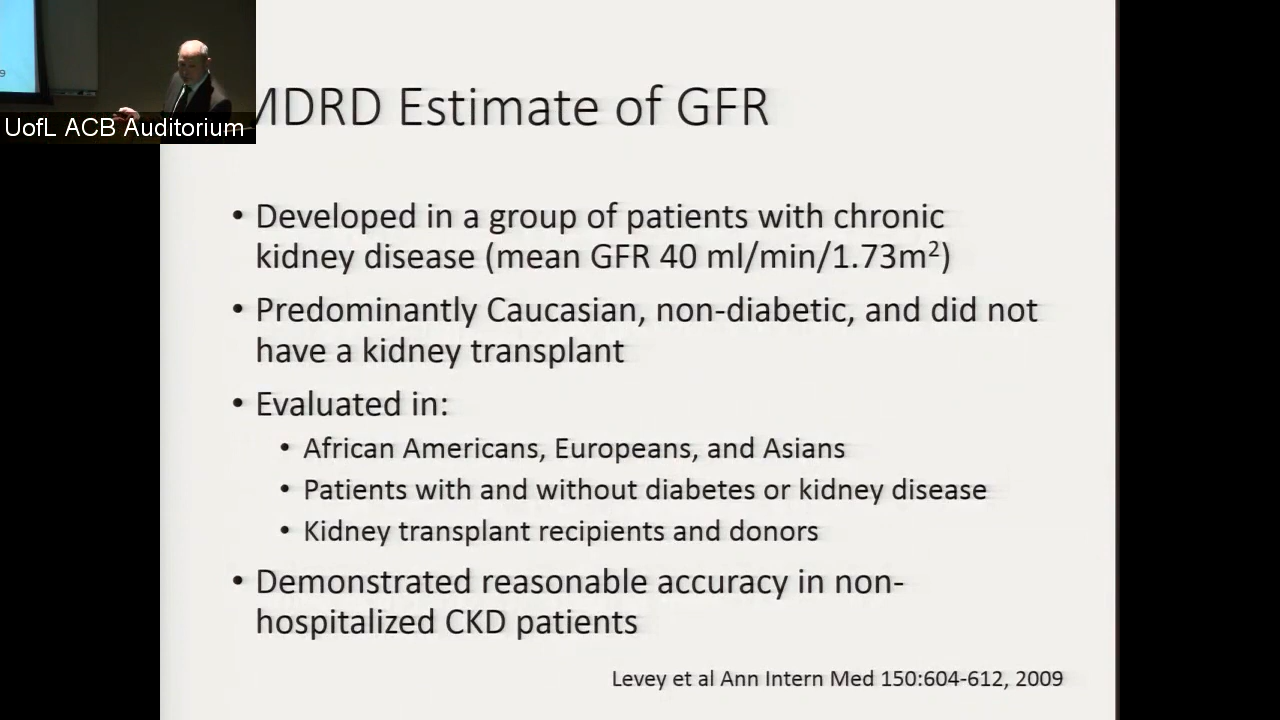 UofL ACB Auditorium
MDRD Estimate of GFR
• Developed in a group of patients with chronic
kidney disease (mean GFR 40 ml/min/1.73m²)
• Predominantly Caucasian, non-diabetic, and did not
have a kidney transplant
• Evaluated in:
• African Americans, Europeans, and Asians
• Patients with and without diabetes or kidney disease
• Kidney transplant recipients and donors
• Demonstrated reasonable accuracy in non-
hospitalized CKD patients
Levey et al Ann Intern Med 150:604-612, 2009
9